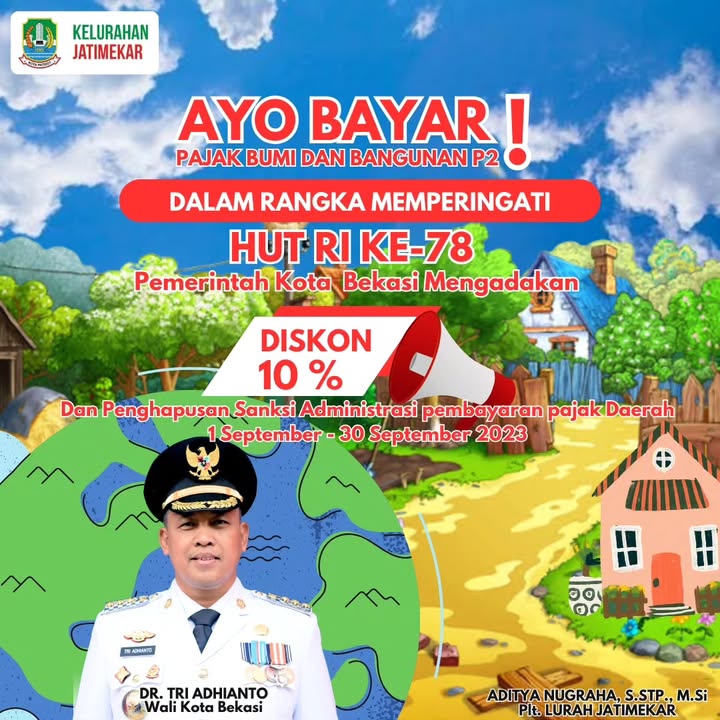 KELURAHAN
JATIMEKAR
AYO BAYAR !
PAJAK BUMI DAN BANGUNAN P2
DALAM RANGKA MEMPERINGATI
HUT RI KE-78
Pemerintah Kota Bekasi Mengadakan
DISKON
10 %
Dan Penghapusan Sanksi Administrasi pembayaran pajak Daerah
1 September - 30 September 2023
TRI ADHIANTO
DR. TRI ADHIANTO
Wali Kota Bekasi
ADITYA NUGRAHA, S.STP., M.Si
Plt. LURAH JATIMEKAR